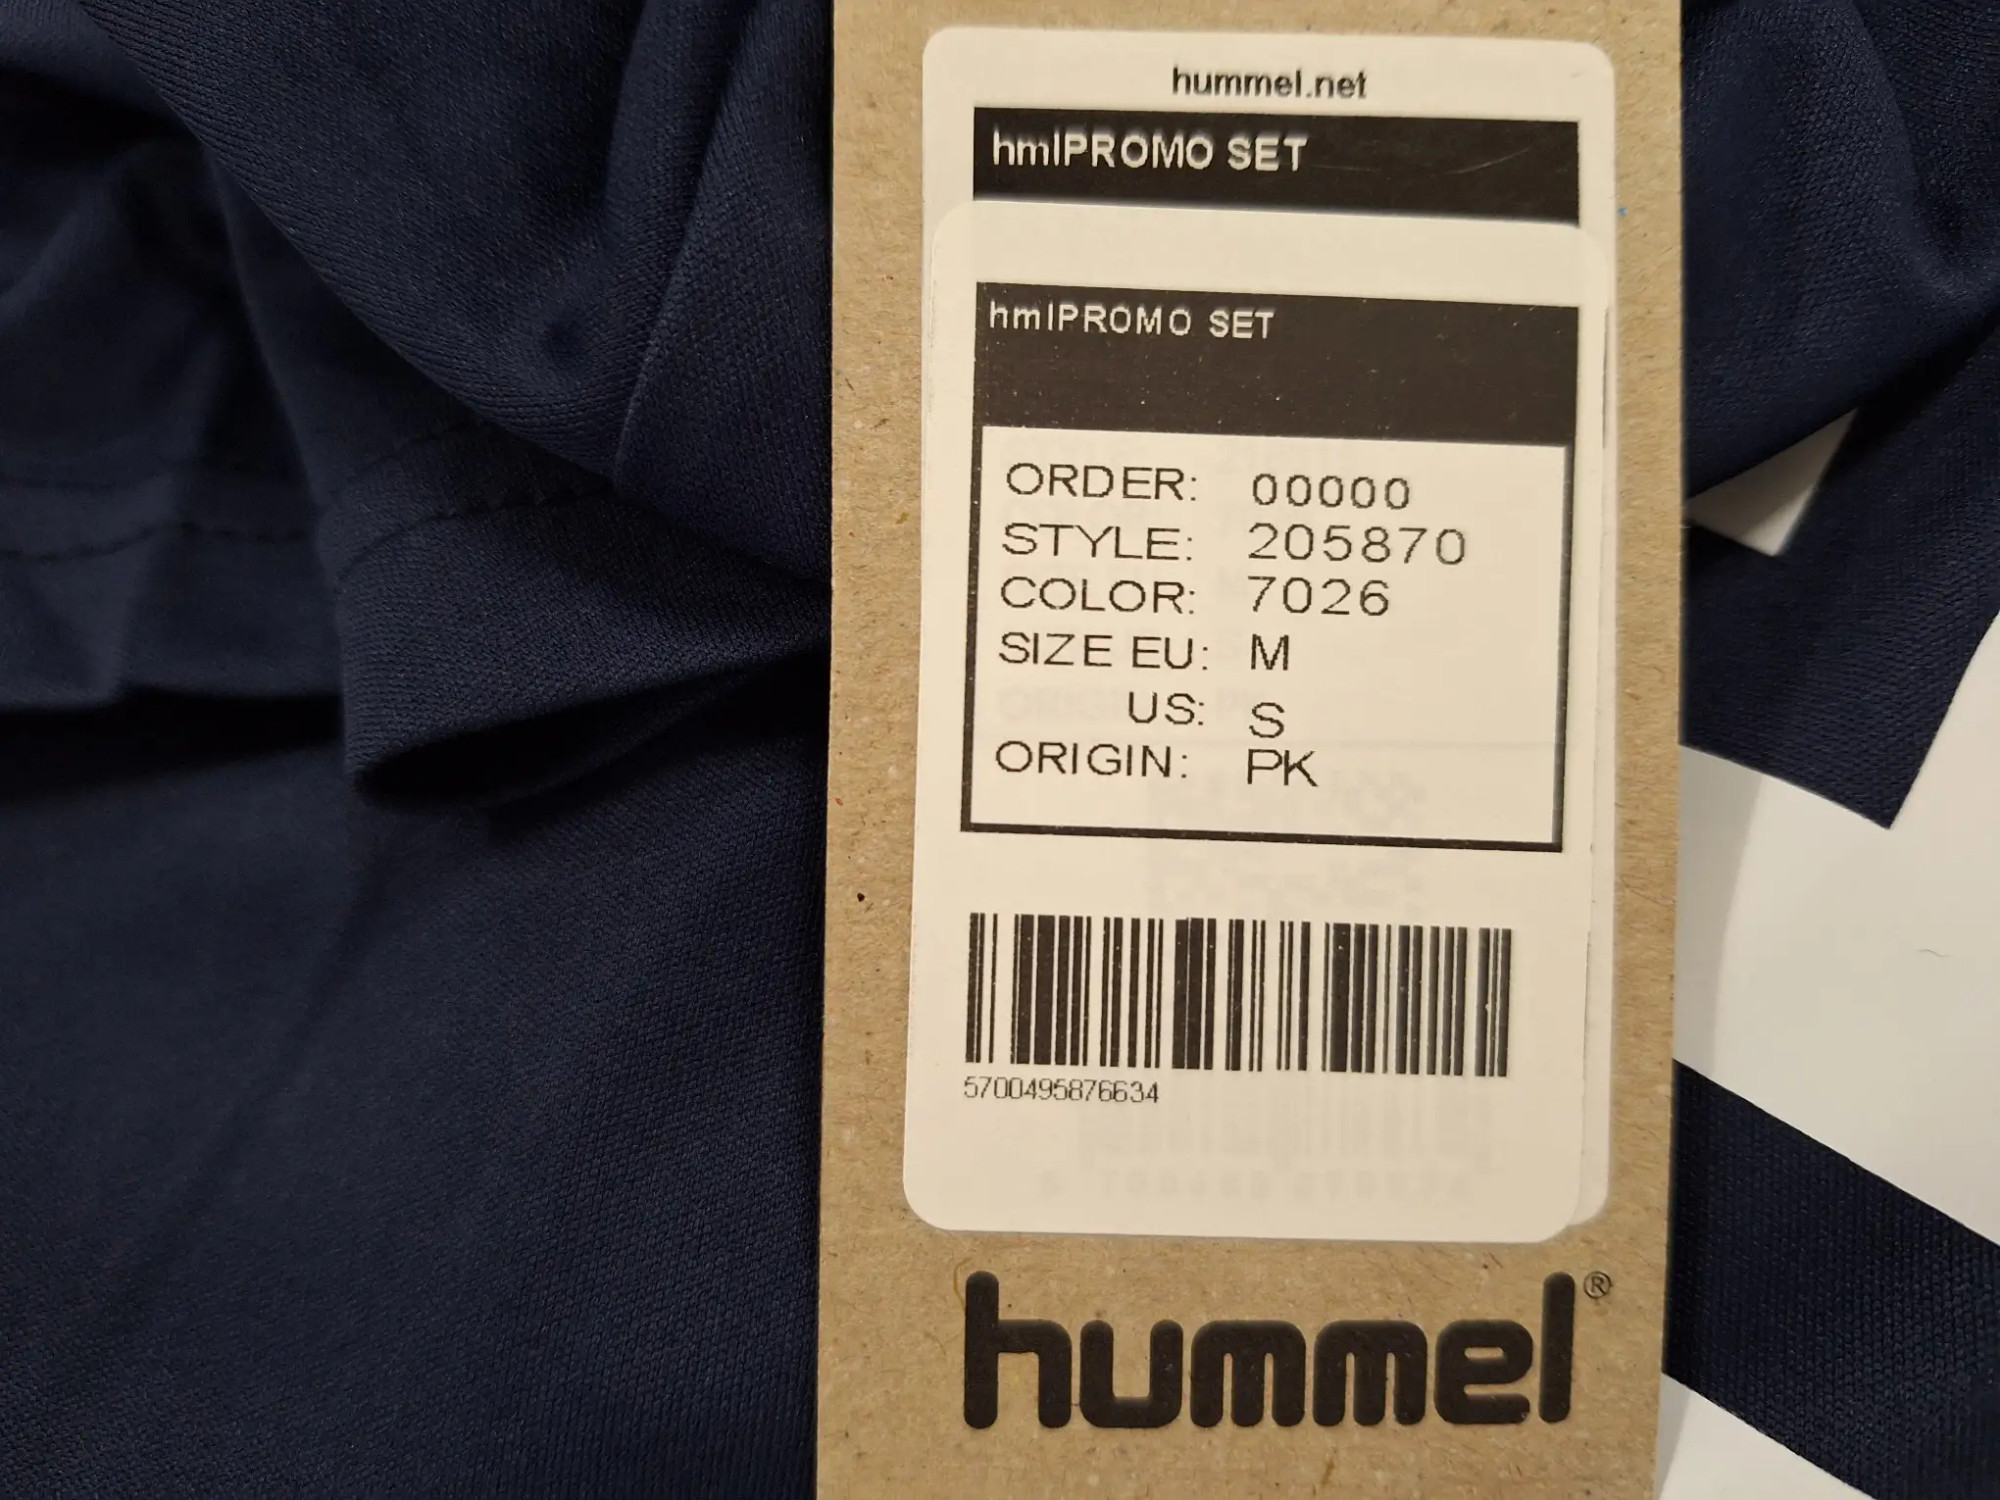 hummel.net
hmlPROMO SET
hmlPROMO SET
ORDER: 00000
STYLE: 205870
COLOR: 7026
SIZE EU: M
US: S
ORIGIN: PK
5700495876634
hummel®